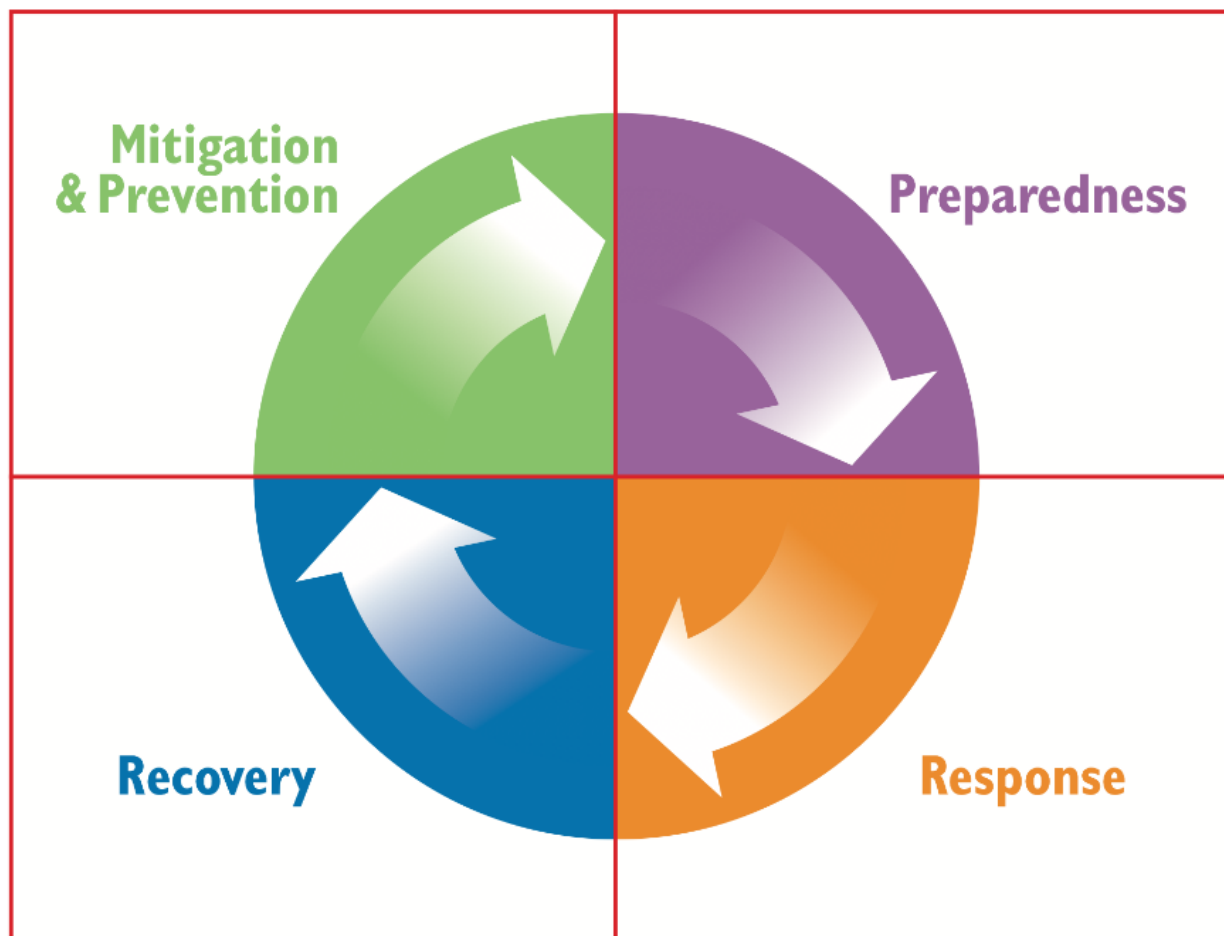 Mitigation
& Prevention
Preparedness
Recovery
Response